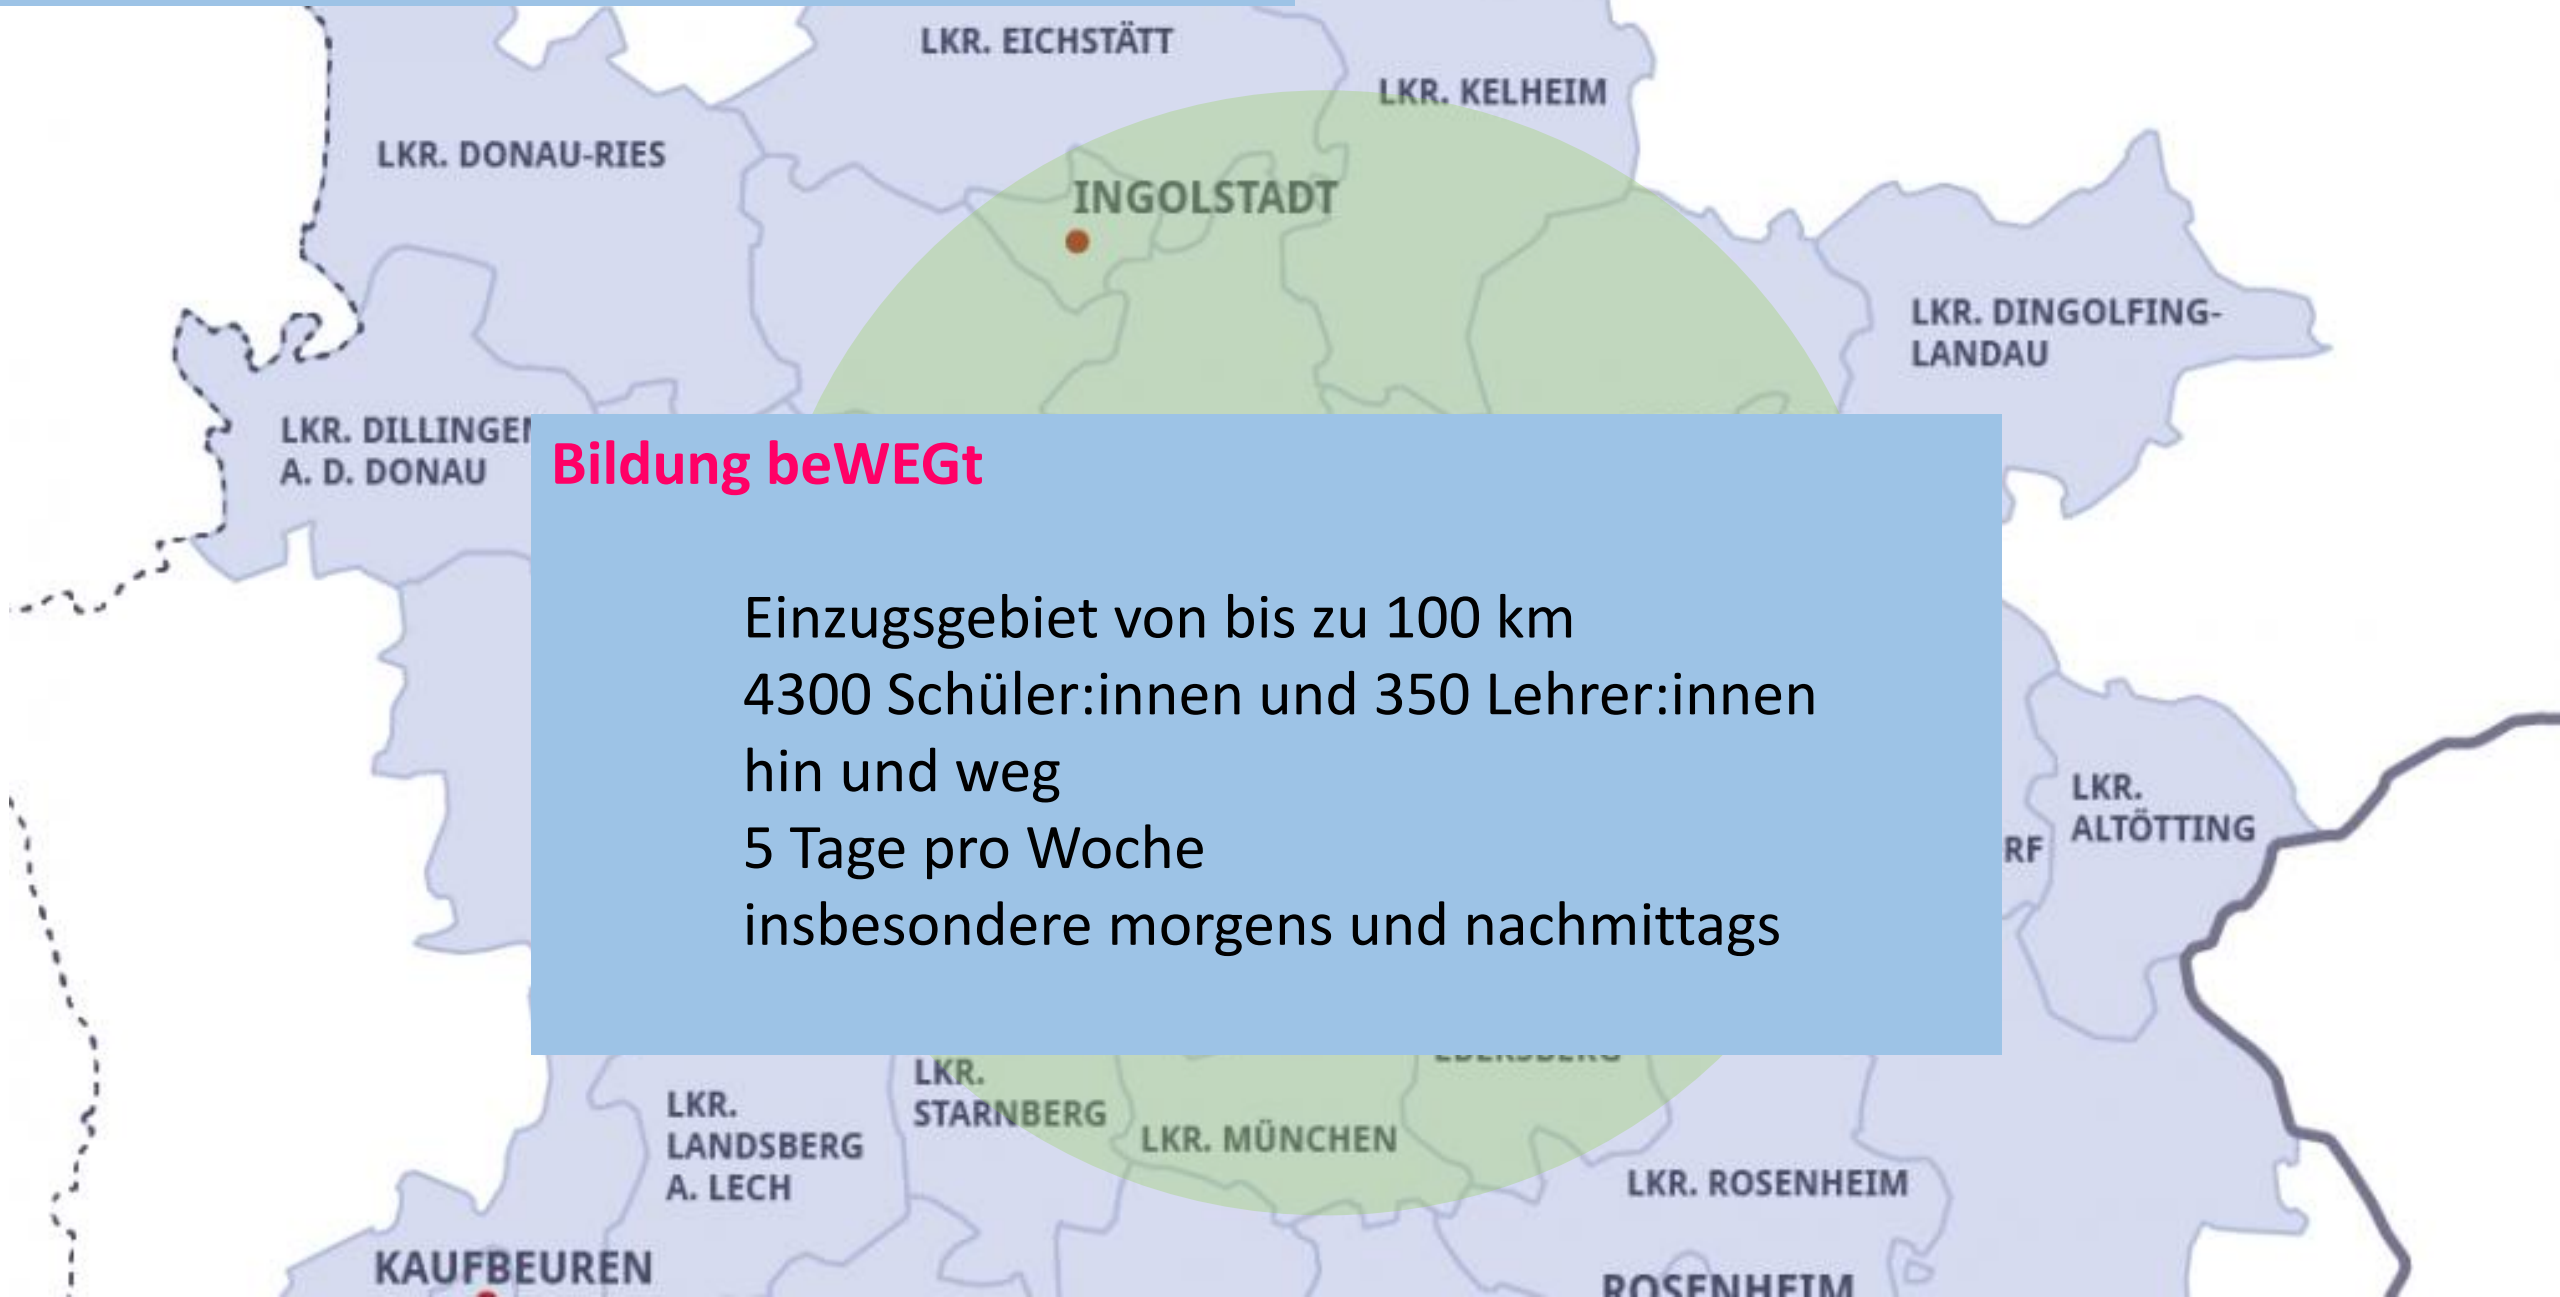 LKR. EICHSTÄTT
LKR. KELHEIM
LKR. DONAU-RIES
INGOLSTADT
LKR. DINGOLFING-
LANDAU
LKR. DILLINGEN
A. D. DONAU
Bildung beWEGt
Einzugsgebiet von bis zu 100 km
4300 Schüler:innen und 350 Lehrer:innen
hin und weg
5 Tage pro Woche
insbesondere morgens und nachmittags
LKR.
ALTÖTTING
RF
EBERSBERG
LKR.
STARNBERG
LKR.
LANDSBERG
A. LECH
LKR. MÜNCHEN
LKR. ROSENHEIM
KAUFBEUREN
ROSENHEIM